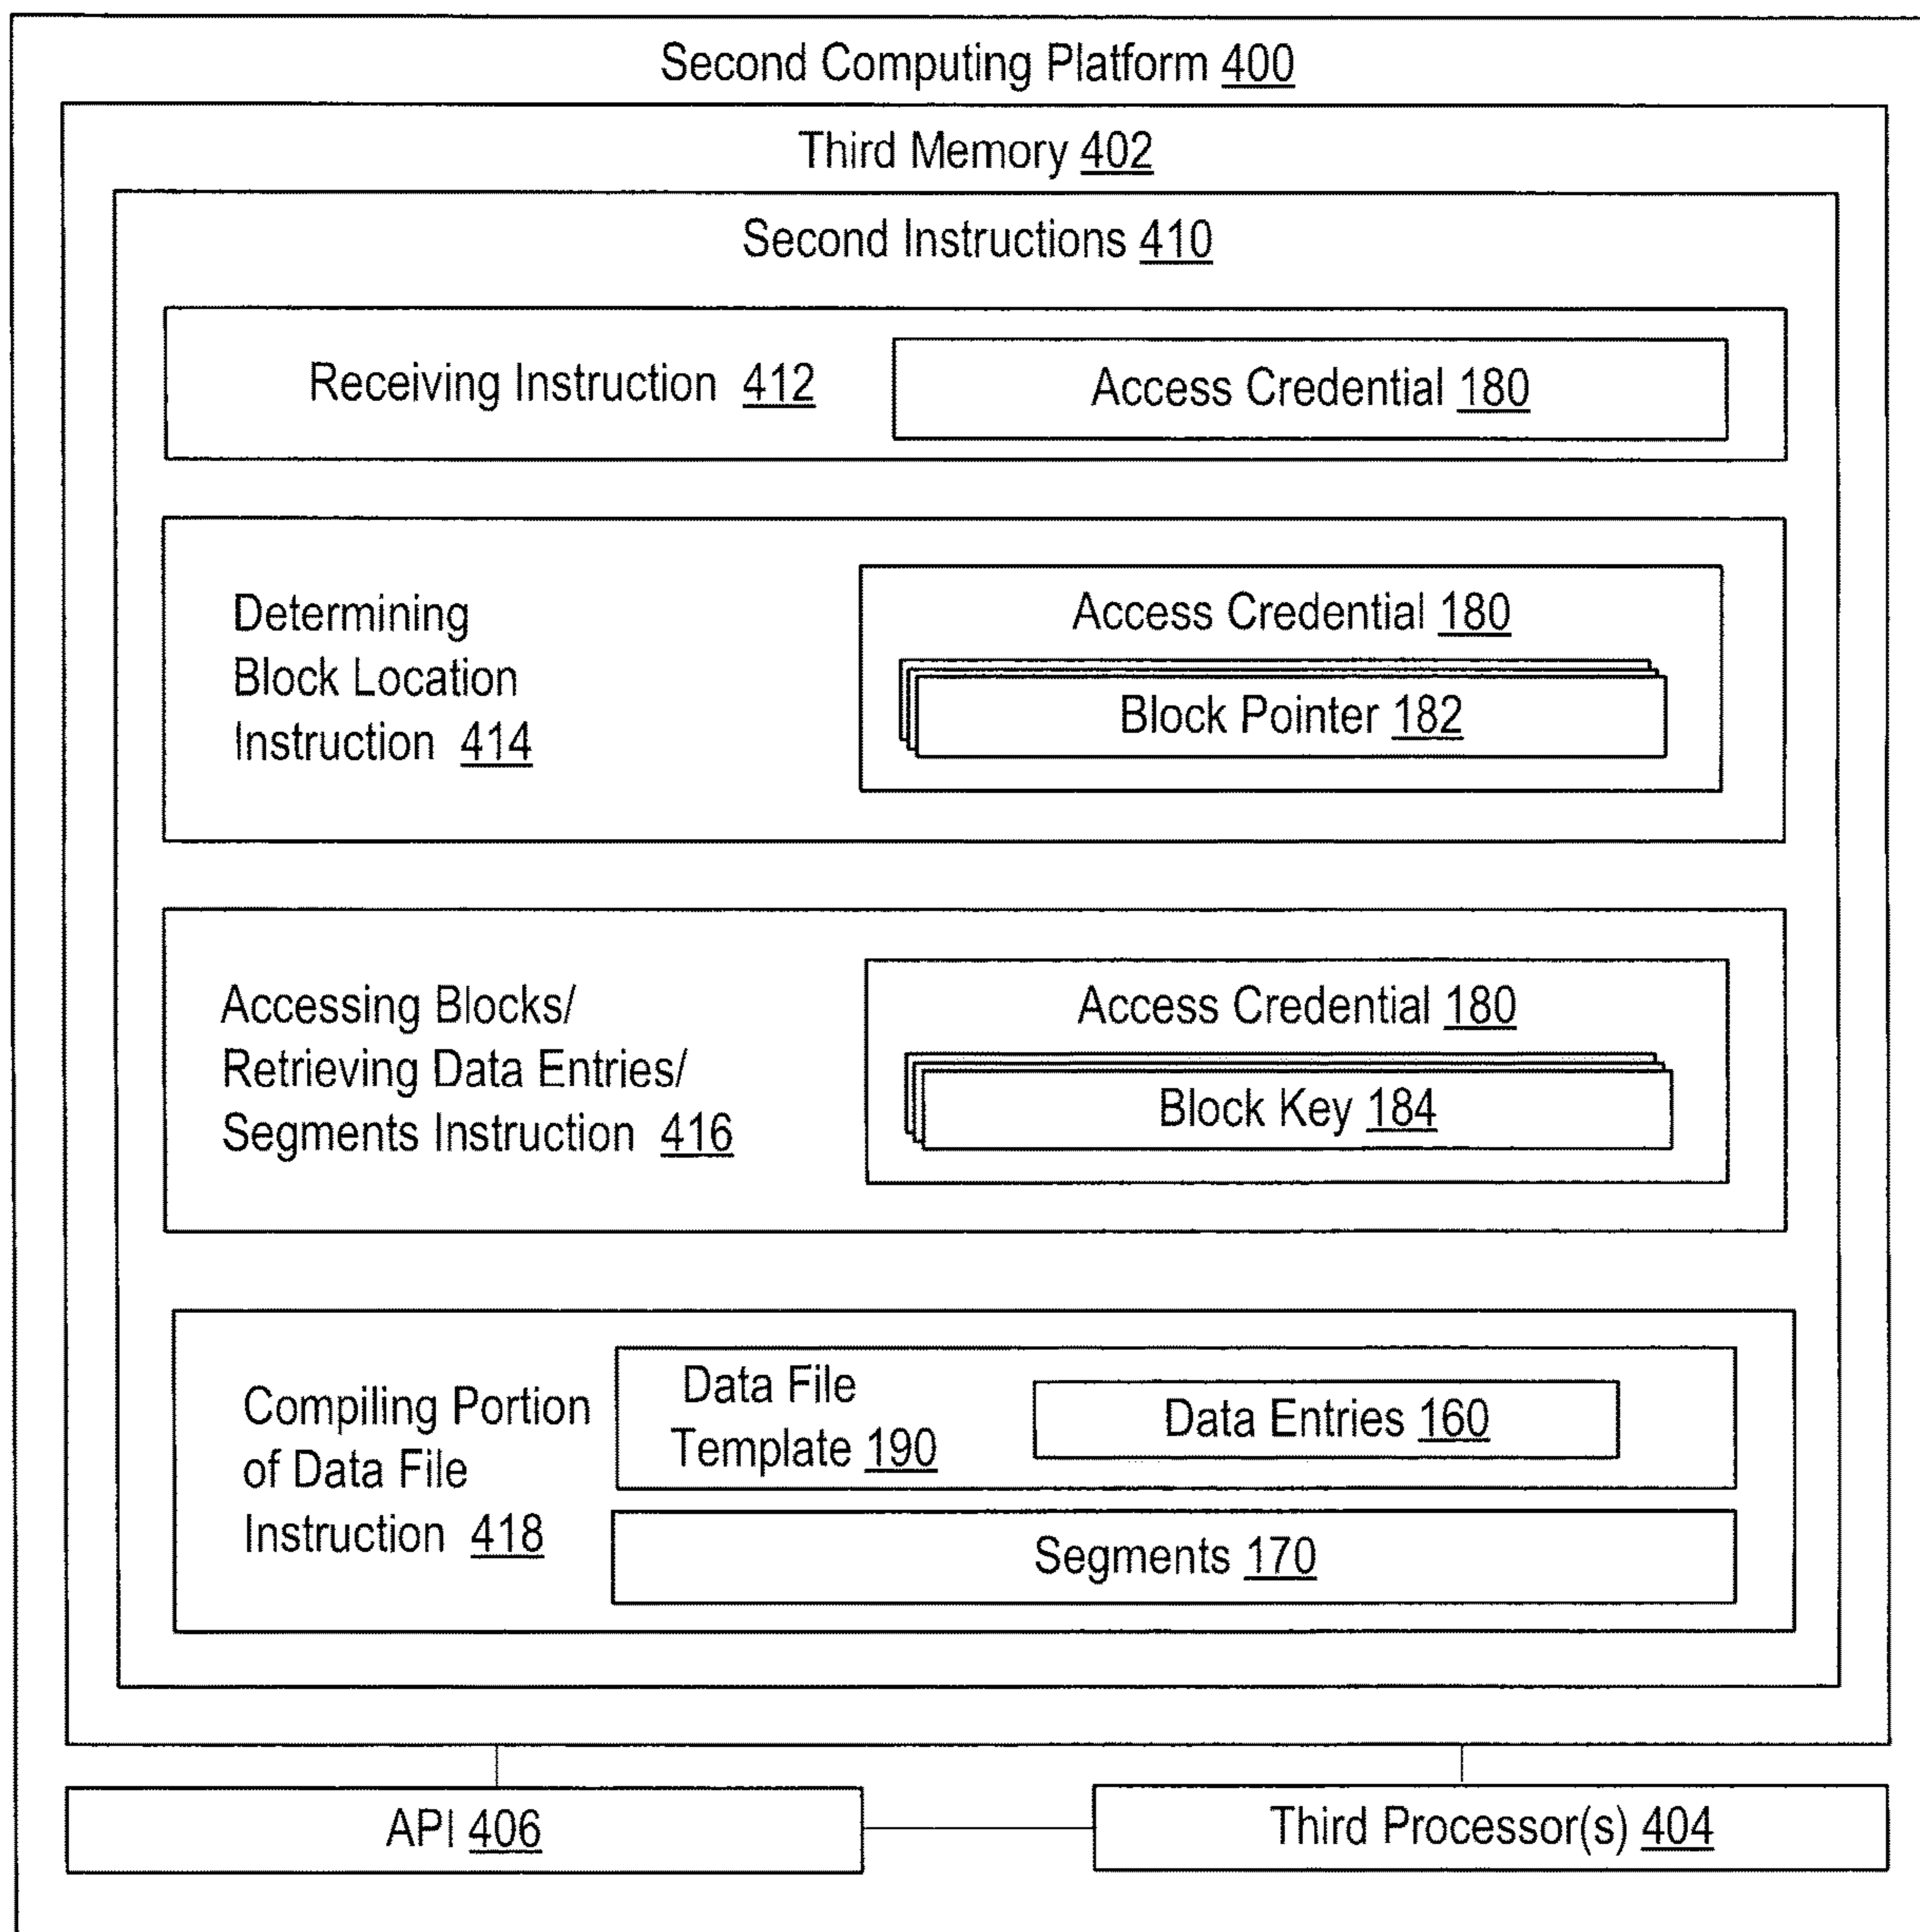 Second Computing Platform 400
Third Memory 402
Second Instructions 410
Receiving Instruction 412
Access Credential 180
Determining
Block Location
Instruction 414
Access Credential 180
Block Pointer 182
Accessing Blocks/
Retrieving Data Entries/
Segments Instruction 416
Access Credential 180
Block Key 184
Compiling Portion
of Data File
Instruction 418
Data File
Template 190
Data Entries 160
Segments 170
API 406
Third Processor(s) 404